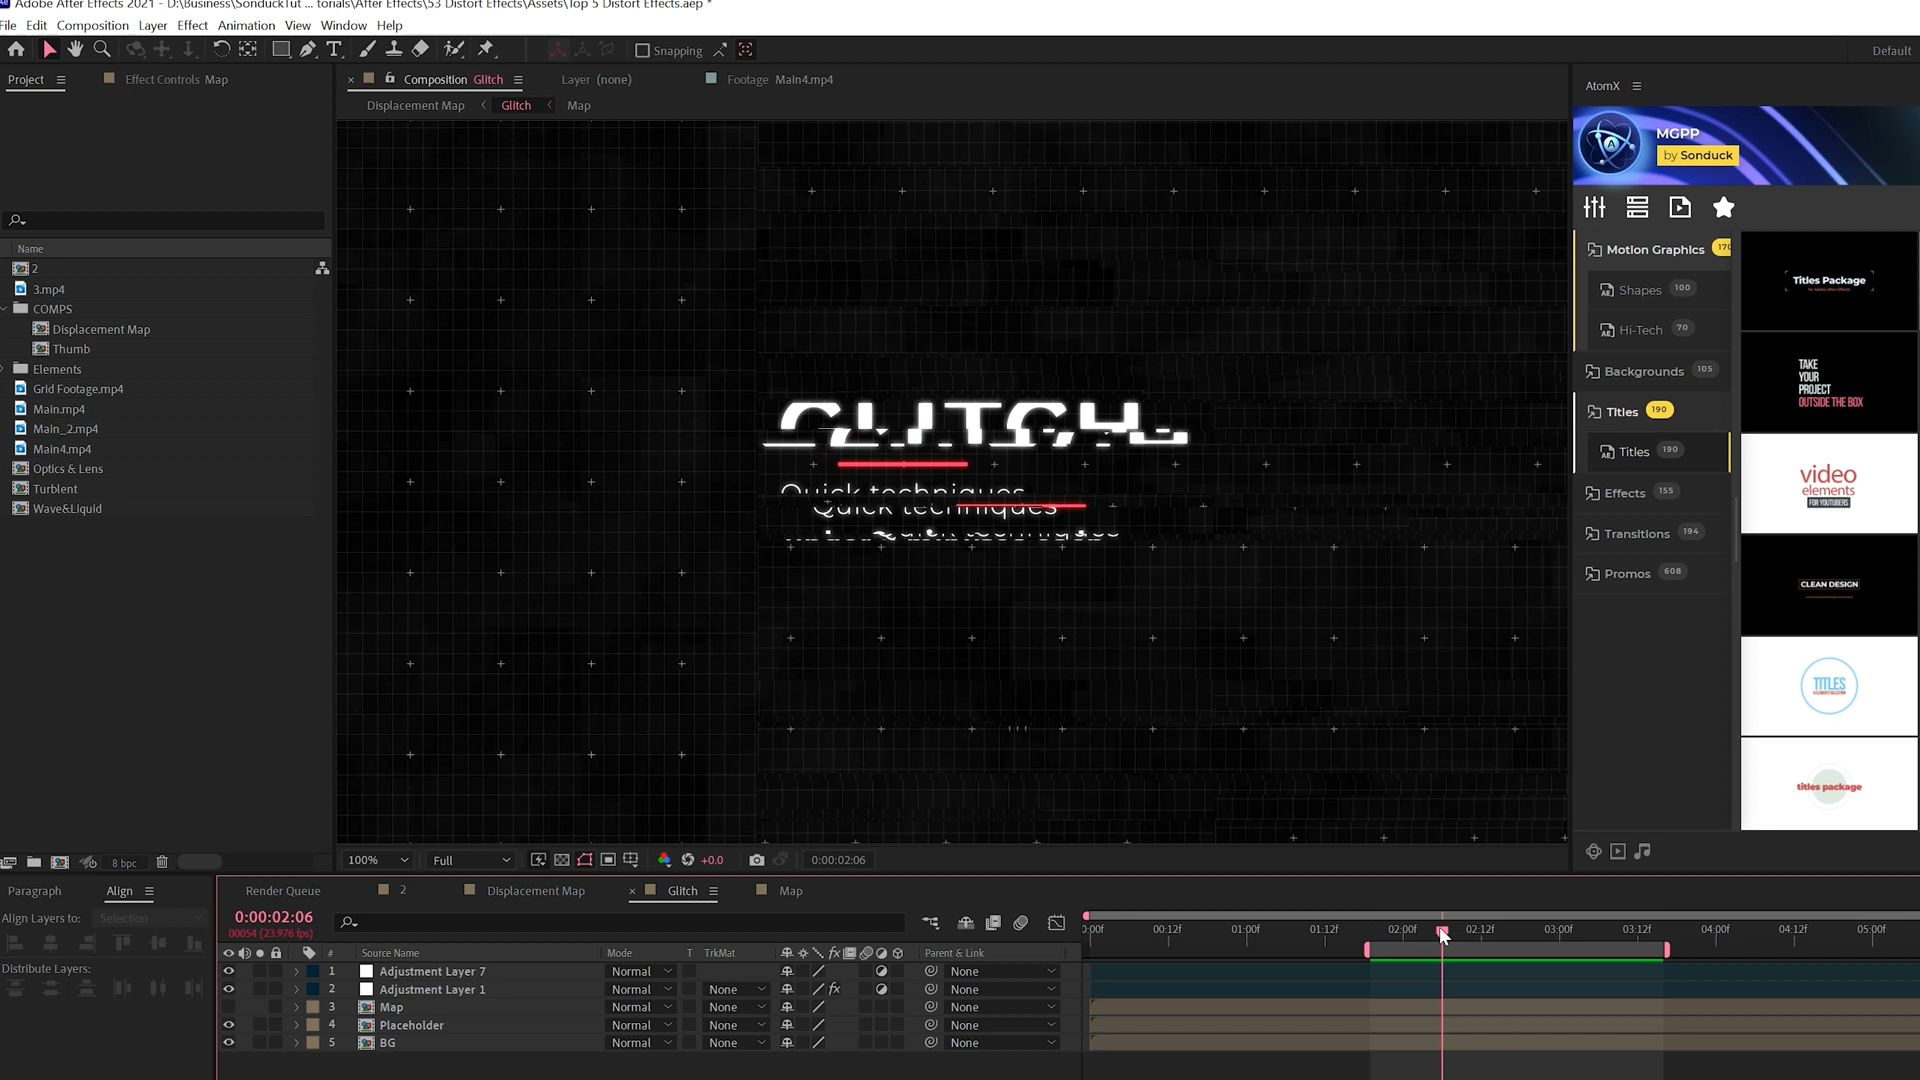 Adobe After Effects 2021 - D:\Business\SonduckTut ... torials\After Effects\53 Distort Effects\Assets\Top 5 Distort Effects.aep *
File Edit Composition Layer Effect Animation View Window Help
Snapping
Default
Project
Effect Controls Map
Composition Glitch
Layer (none)
Footage Main4.mp4
Displacement Map < Glitch < Map
AtomX
MGPP
by Sonduck
Name
2
3.mp4
COMPS
Displacement Map
Thumb
Elements
Grid Footage.mp4
Main.mp4
Main_2.mp4
Main4.mp4
Optics & Lens
Turblent
Wave&Liquid
GLITCH
Quick techniques
Quick techniques
Quick techniques
Motion Graphics 170
Shapes 100
Hi-Tech 70
Backgrounds 105
Titles 190
Titles 190
Effects 155
Transitions 194
Promos 608
Titles Package
TAKE
YOUR
PROJECT
OUTSIDE THE BOX
video
elements
FOR YOUTUBERS
CLEAN DESIGN
TITLES
titles package
8 bpc
100%
Full
+0.0
0:00:02:06
Paragraph
Align
Align Layers to:
Selection
Distribute Layers:
Render Queue
2
Displacement Map
Glitch
Map
0:00:02:06
00054 (23.976 fps)
# Source Name Mode T TrkMat fx Parent & Link
:00f 00:12f 01:00f 01:12f 02:00f 02:12f 03:00f 03:12f 04:00f 04:12f 05:00f
1 Adjustment Layer 7 Normal None
2 Adjustment Layer 1 Normal None fx None
3 Map Normal None None
4 Placeholder Normal None None
5 BG Normal None None